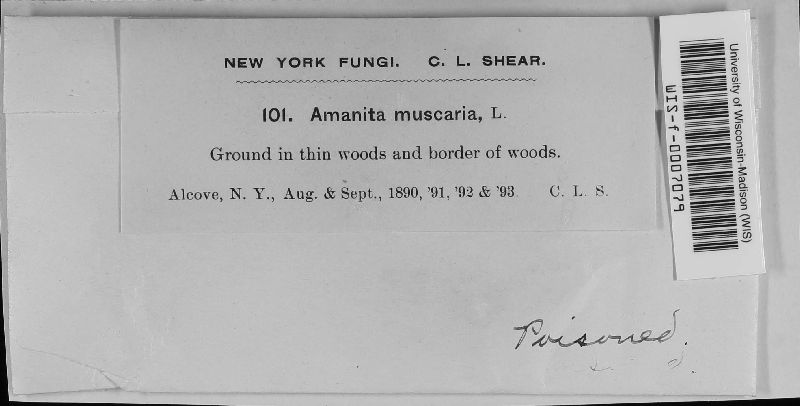 NEW YORK FUNGI. C. L. SHEAR.
101. Amanita muscaria, L.
Ground in thin woods and border of woods.
Alcove, N. Y., Aug. & Sept., 1890, '91, '92 & '93. C. L. S.
Poisoned.
University of Wisconsin-Madison (WIS)
WIS-f-0007079